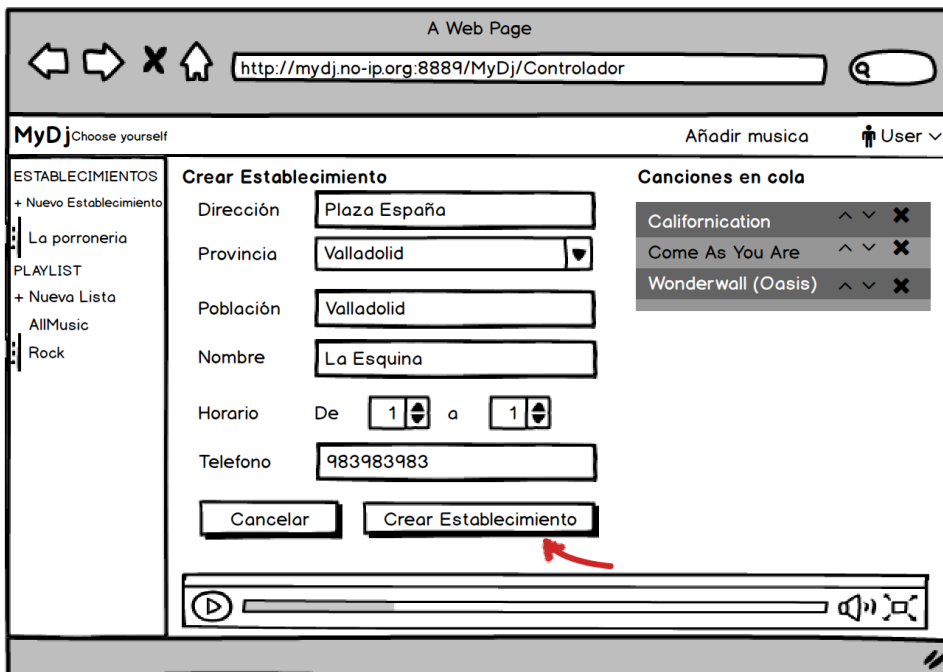 A Web Page
http://mydj.no-ip.org:8889/MyDj/Controlador
MyDj Choose yourself
Añadir musica
User
ESTABLECIMIENTOS
+ Nuevo Establecimiento
La porroneria
PLAYLIST
+ Nueva Lista
AllMusic
Rock
Crear Establecimiento
Dirección Plaza España
Provincia Valladolid
Población Valladolid
Nombre La Esquina
Horario De 1 a 1
Telefono 983983983
Cancelar Crear Establecimiento
Canciones en cola
Californication
Come As You Are
Wonderwall (Oasis)